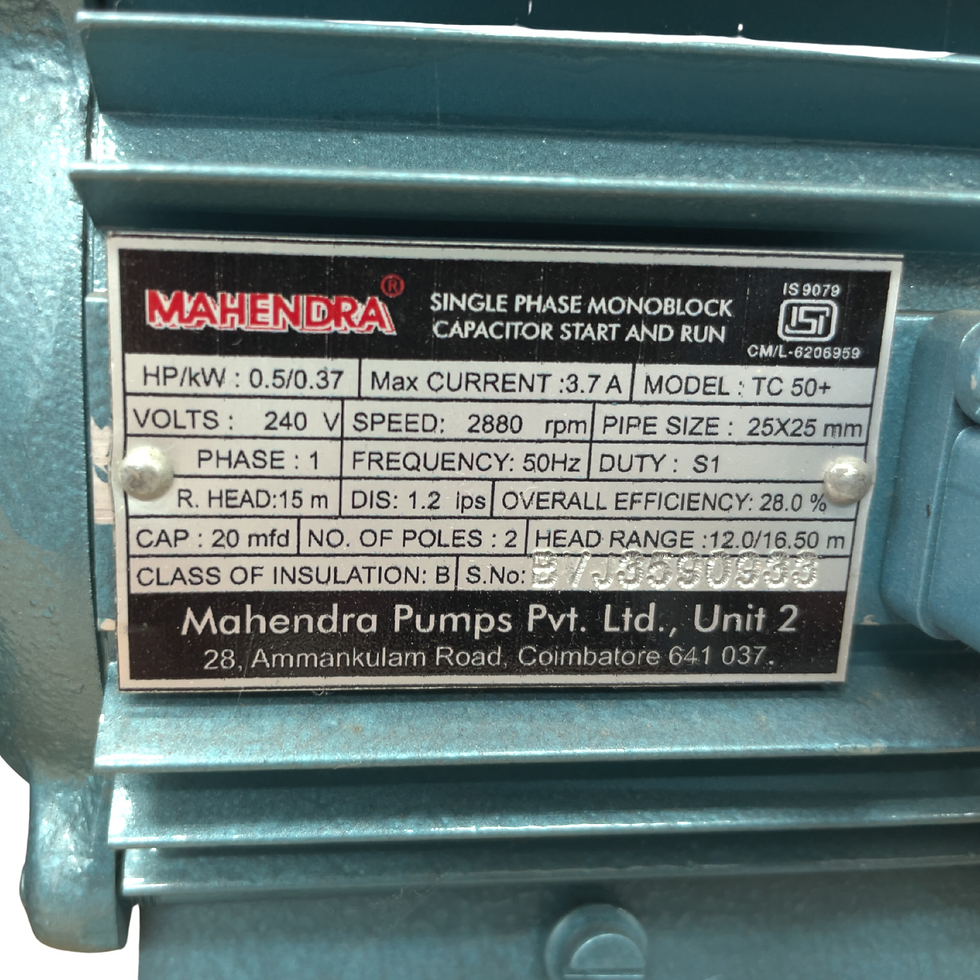 MAHENDRA®
SINGLE PHASE MONOBLOCK
CAPACITOR START AND RUN
IS 9079
ISI
CM/L-6206959
HP/kW : 0.5/0.37 Max CURRENT :3.7 A MODEL : TC 50+
VOLTS : 240 V SPEED: 2880 rpm PIPE SIZE : 25X25 mm
PHASE : 1 FREQUENCY: 50Hz DUTY : S1
R. HEAD:15 m DIS: 1.2 lps OVERALL EFFICIENCY: 28.0 %
CAP : 20 mfd NO. OF POLES : 2 HEAD RANGE :12.0/16.50 m
CLASS OF INSULATION: B S.No: BVJ3590933
Mahendra Pumps Pvt. Ltd., Unit 2
28, Ammankulam Road, Coimbatore 641 037.